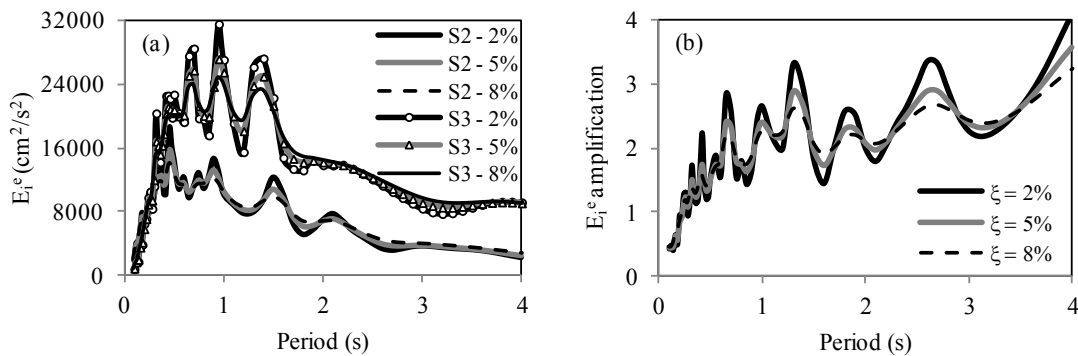 (a)
E_i^e (cm²/s²)
32000
24000
16000
8000
0
0 1 2 3 4
Period (s)
S2 - 2%
S2 - 5%
S2 - 8%
S3 - 2%
S3 - 5%
S3 - 8%
(b)
E_i^e amplification
4
3
2
1
0
0 1 2 3 4
Period (s)
ξ = 2%
ξ = 5%
ξ = 8%